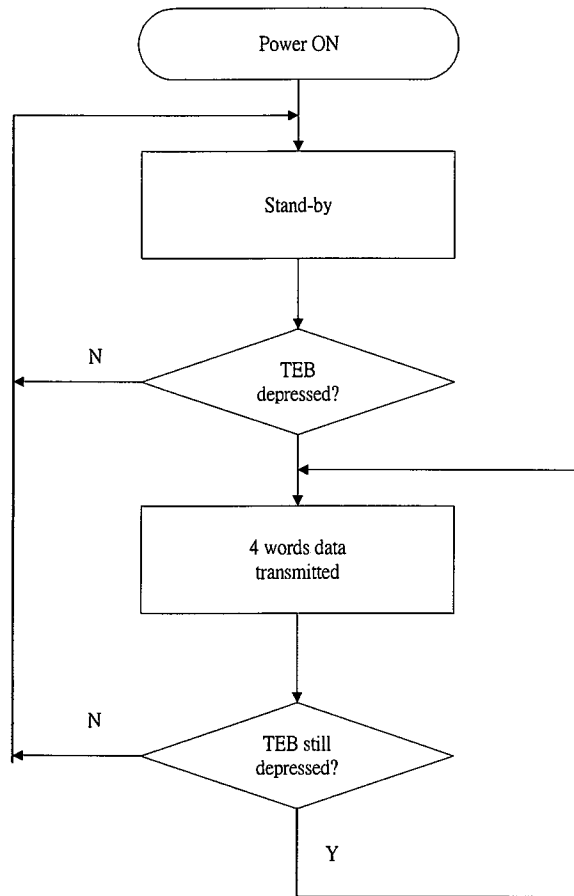 Power ON
Stand-by
N
TEB
depressed?
4 words data
transmitted
N
TEB still
depressed?
Y